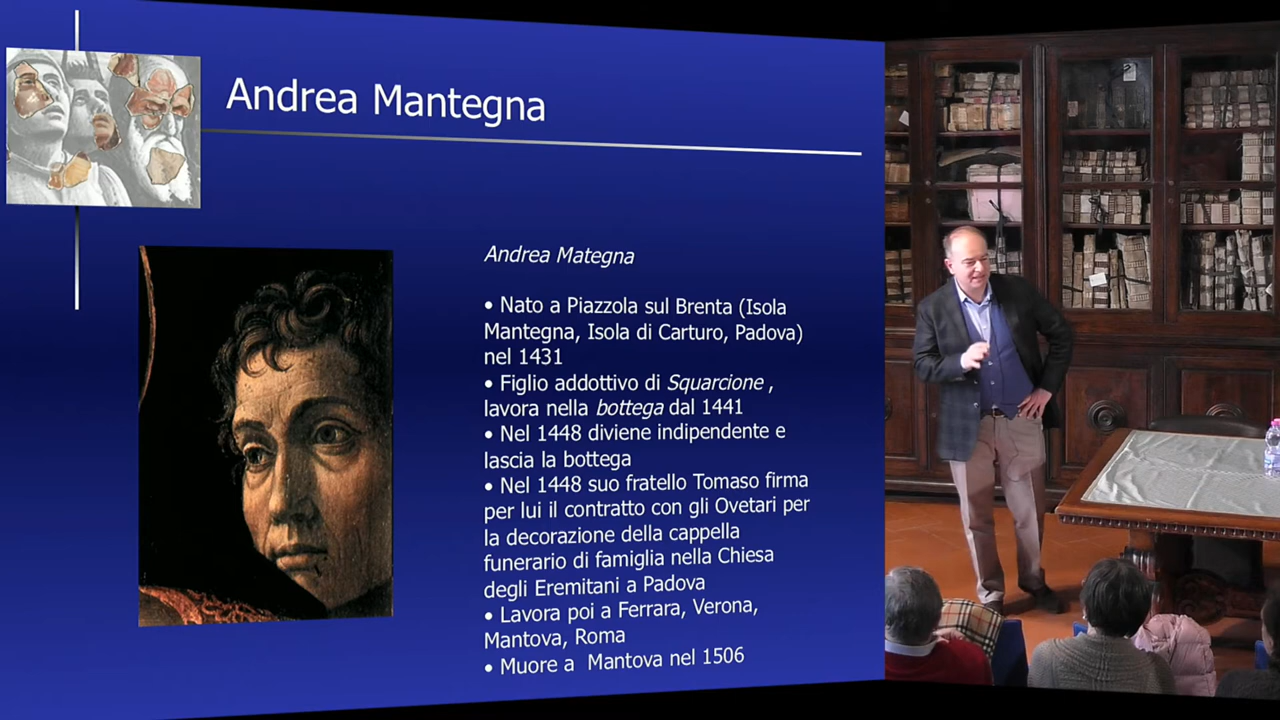 Andrea Mantegna
Andrea Mategna
• Nato a Piazzola sul Brenta (Isola
Mantegna, Isola di Carturo, Padova)
nel 1431
• Figlio addottivo di Squarcione ,
lavora nella bottega dal 1441
• Nel 1448 diviene indipendente e
lascia la bottega
• Nel 1448 suo fratello Tomaso firma
per lui il contratto con gli Ovetari per
la decorazione della cappella
funerario di famiglia nella Chiesa
degli Eremitani a Padova
• Lavora poi a Ferrara, Verona,
Mantova, Roma
• Muore a Mantova nel 1506